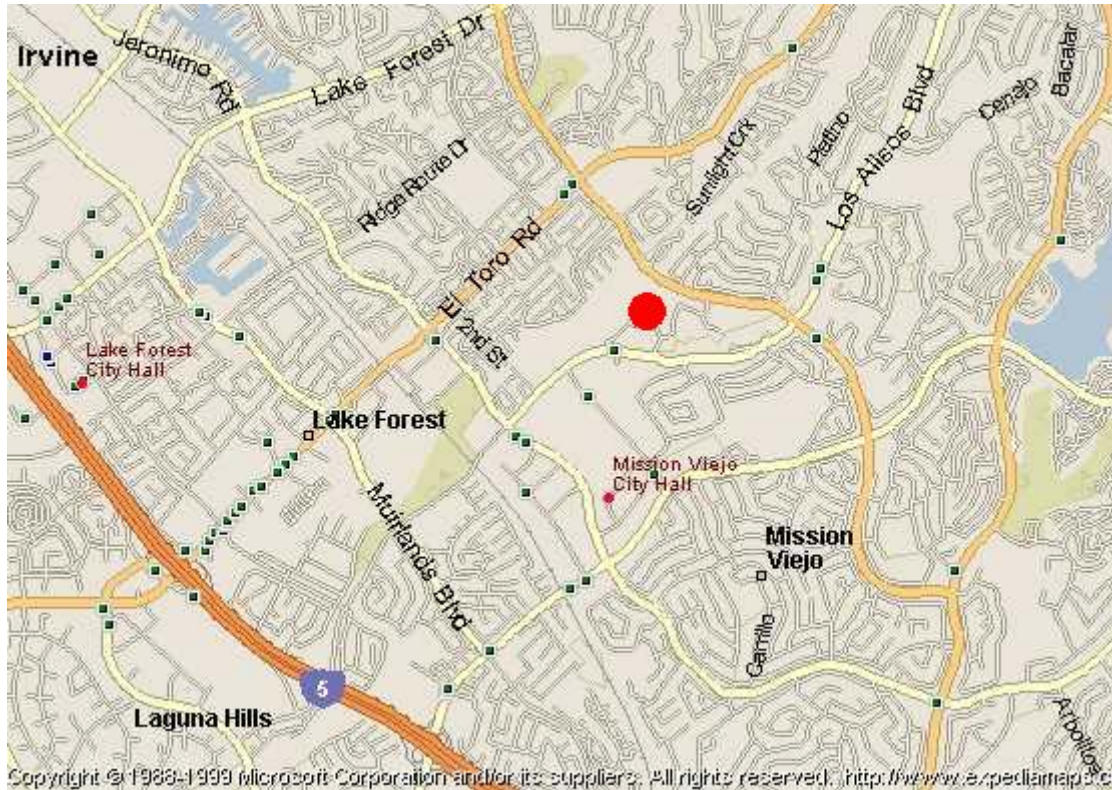 Irvine
Jeronimo Rd
Lake Forest Dr
Ridge Route Dr
El Toro Rd
2nd St
Sunlight Crk
Platino
Los Alisos Blvd
Cenajo
Bacalar
Lake Forest
City Hall
Lake Forest
Mission Viejo
City Hall
Muirlands Blvd
Mission
Viejo
Garrillo
5
Laguna Hills
Arbolitos
Copyright © 1988-1999 Microsoft Corporation and/or its suppliers. All rights reserved. http://www.expediamaps.c